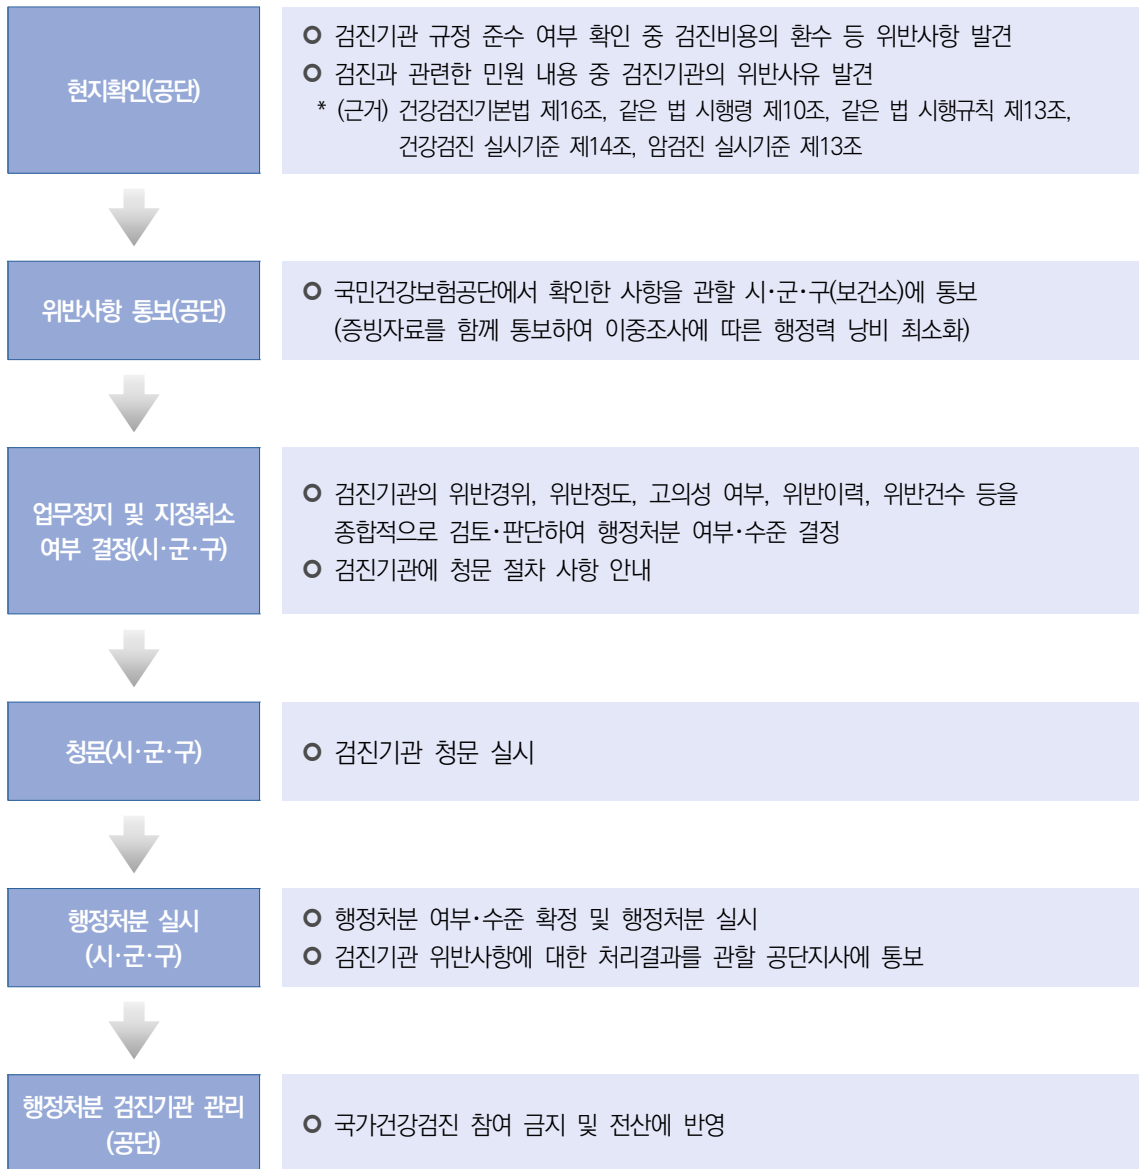 현지확인(공단)
○ 검진기관 규정 준수 여부 확인 중 검진비용의 환수 등 위반사항 발견
○ 검진과 관련한 민원 내용 중 검진기관의 위반사유 발견
* (근거) 건강검진기본법 제16조, 같은 법 시행령 제10조, 같은 법 시행규칙 제13조,
건강검진 실시기준 제14조, 암검진 실시기준 제13조
위반사항 통보(공단)
○ 국민건강보험공단에서 확인한 사항을 관할 시·군·구(보건소)에 통보
(증빙자료를 함께 통보하여 이중조사에 따른 행정력 낭비 최소화)
업무정지 및 지정취소
여부 결정(시·군·구)
○ 검진기관의 위반경위, 위반정도, 고의성 여부, 위반이력, 위반건수 등을
종합적으로 검토·판단하여 행정처분 여부·수준 결정
○ 검진기관에 청문 절차 사항 안내
청문(시·군·구)
○ 검진기관 청문 실시
행정처분 실시
(시·군·구)
○ 행정처분 여부·수준 확정 및 행정처분 실시
○ 검진기관 위반사항에 대한 처리결과를 관할 공단지사에 통보
행정처분 검진기관 관리
(공단)
○ 국가건강검진 참여 금지 및 전산에 반영